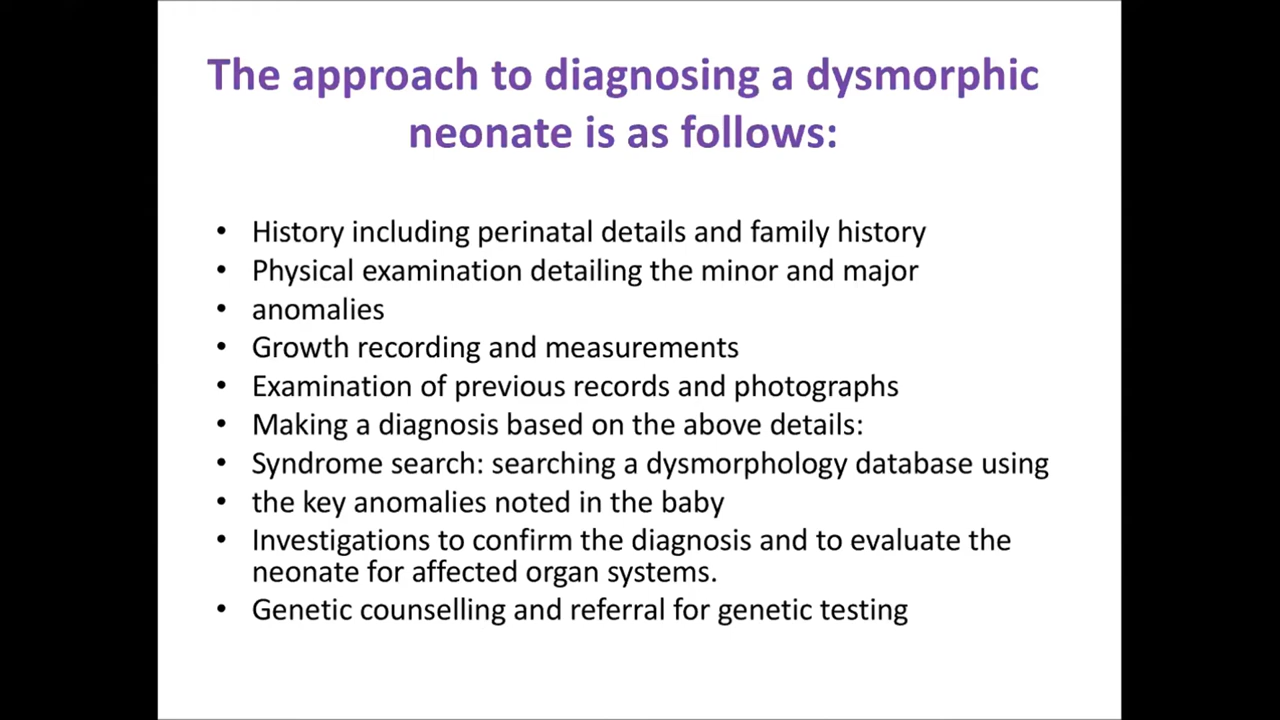 The approach to diagnosing a dysmorphic
neonate is as follows:
• History including perinatal details and family history
• Physical examination detailing the minor and major
• anomalies
• Growth recording and measurements
• Examination of previous records and photographs
• Making a diagnosis based on the above details:
• Syndrome search: searching a dysmorphology database using
• the key anomalies noted in the baby
• Investigations to confirm the diagnosis and to evaluate the
neonate for affected organ systems.
• Genetic counselling and referral for genetic testing